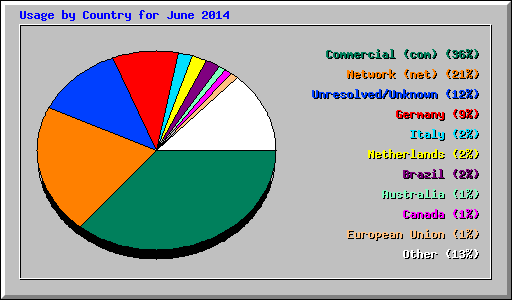 Usage by Country for June 2014
Commercial (com) (36%)
Network (net) (21%)
Unresolved/Unknown (12%)
Germany (9%)
Italy (2%)
Netherlands (2%)
Brazil (2%)
Australia (1%)
Canada (1%)
European Union (1%)
Other (13%)